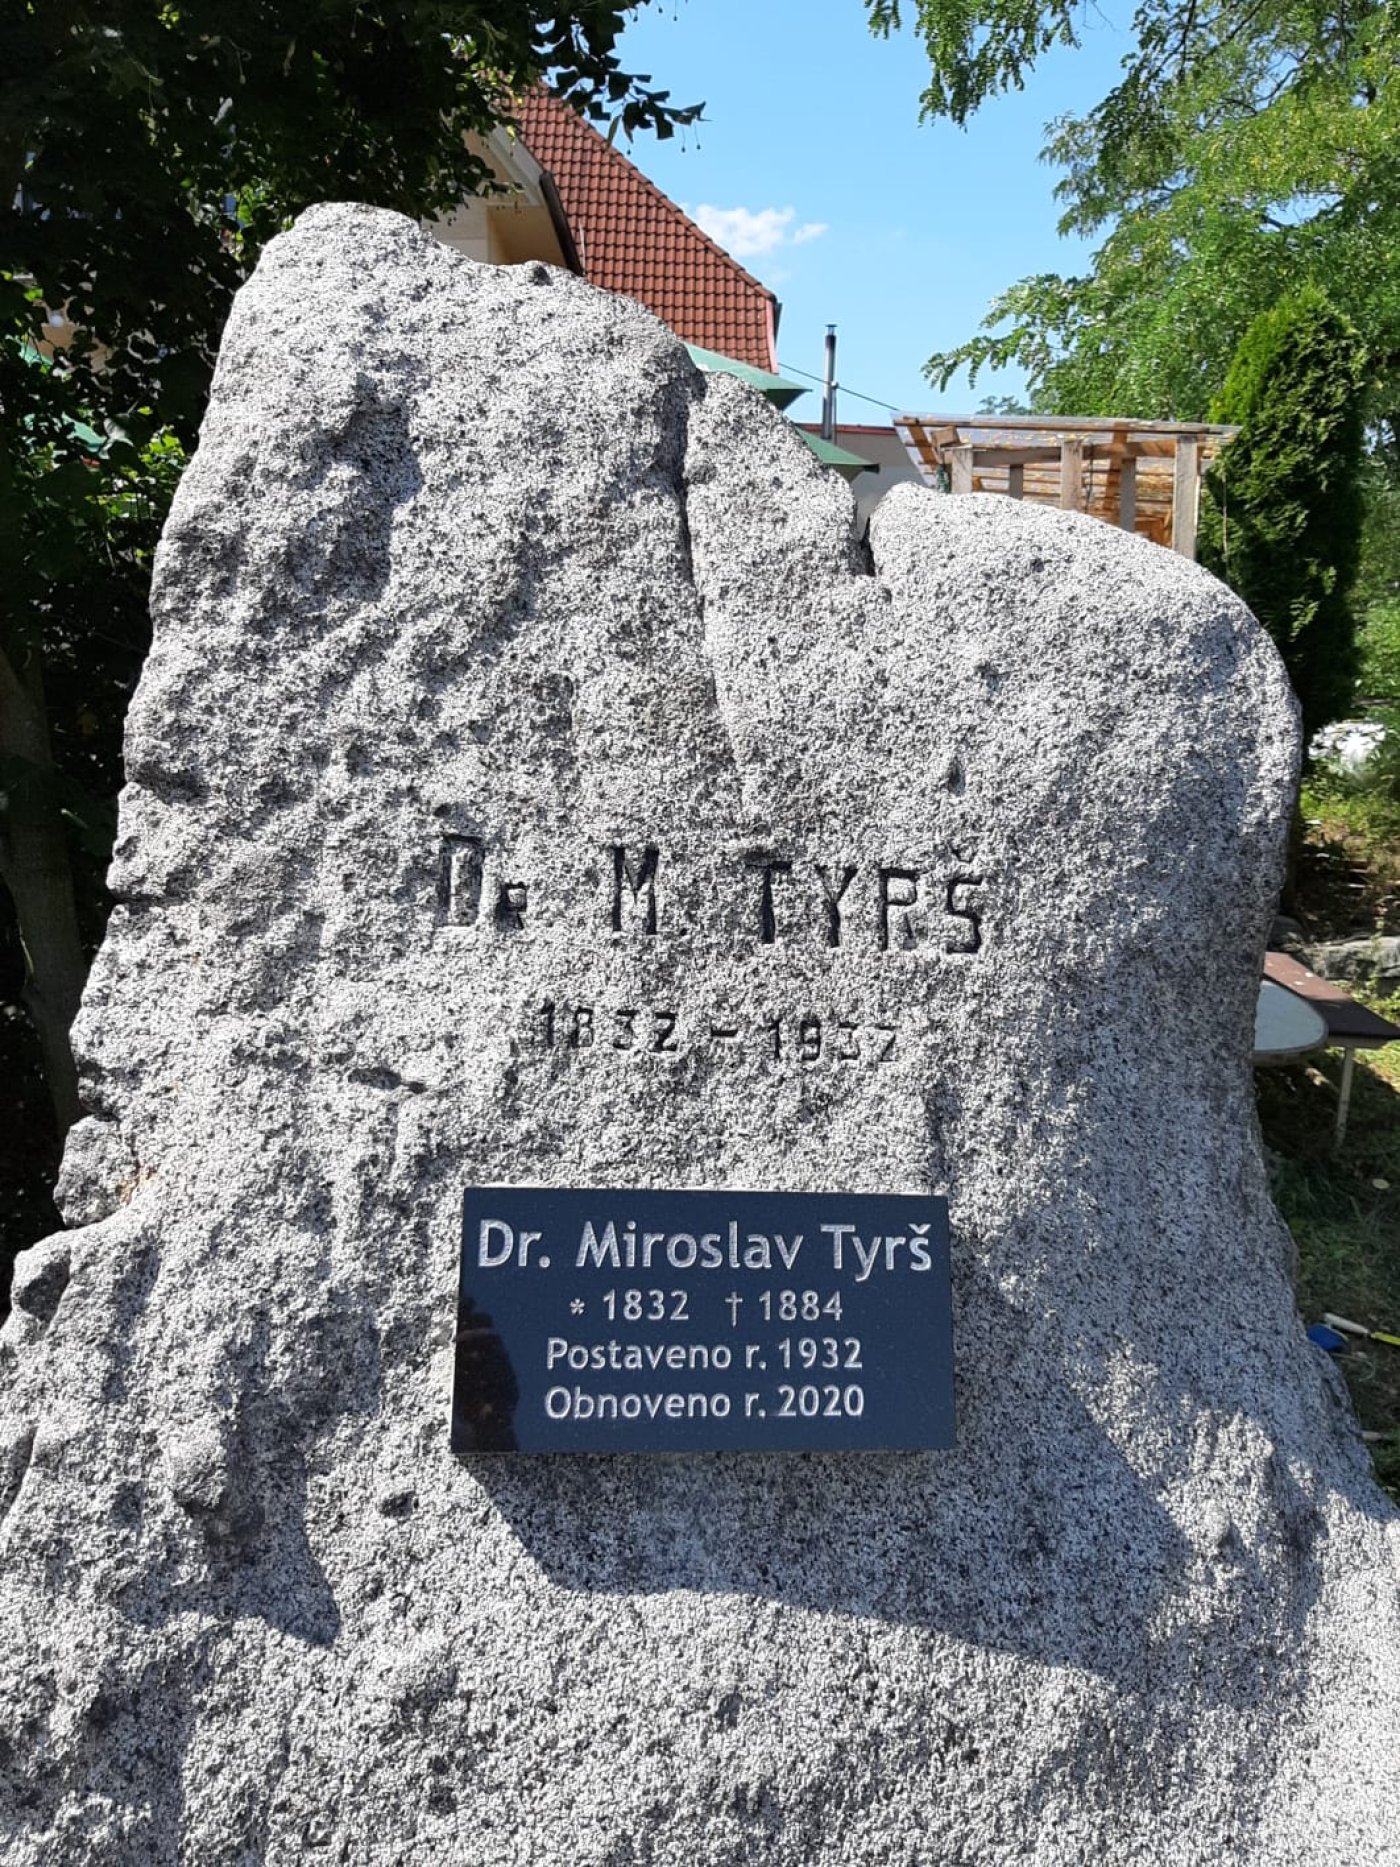 Dr. M. TYRŠ
1832 - 1932
Dr. Miroslav Tyrš
* 1832 † 1884
Postaveno r. 1932
Obnoveno r. 2020